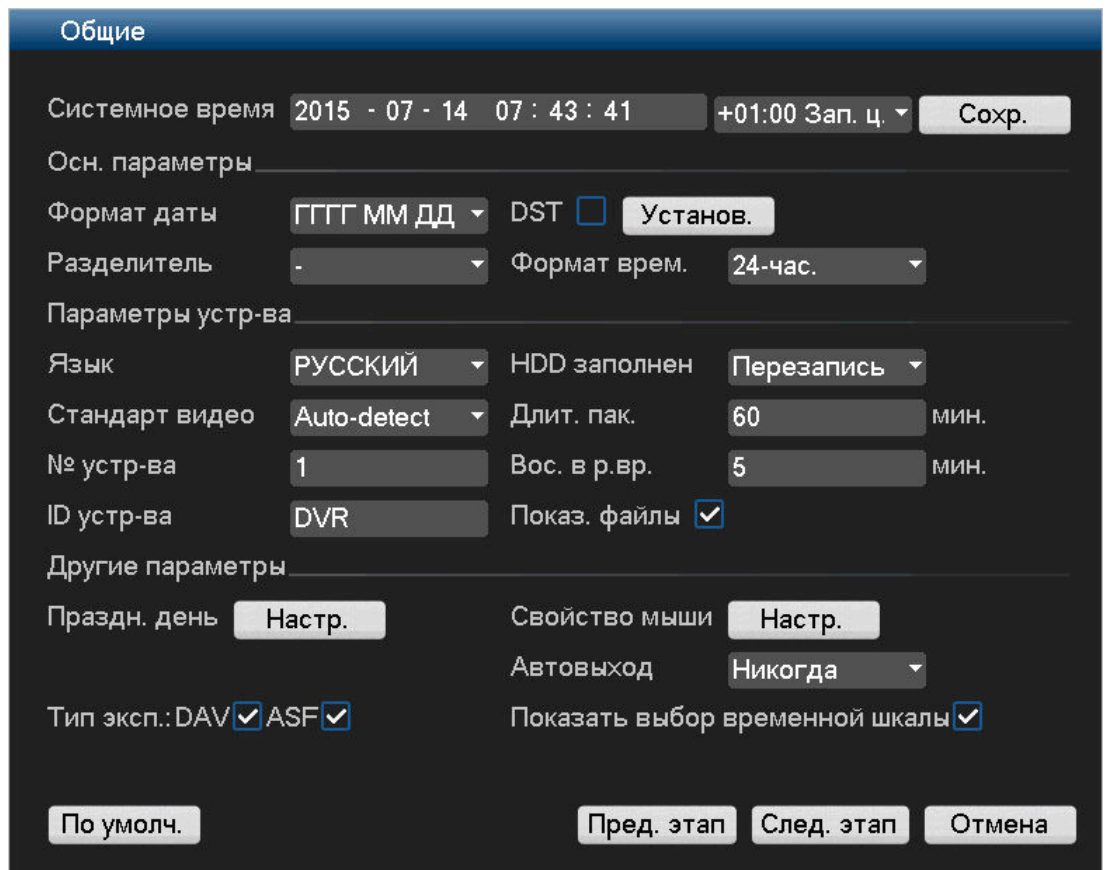 Общие
Системное время 2015 - 07 - 14 07 : 43 : 41 +01:00 Зап. ц. Сохр.
Осн. параметры
Формат даты ГГГГ ММ ДД DST Установ.
Разделитель - Формат врем. 24-час.
Параметры устр-ва
Язык РУССКИЙ HDD заполнен Перезапись
Стандарт видео Auto-detect Длит. пак. 60 мин.
№ устр-ва 1 Вос. в р.вр. 5 мин.
ID устр-ва DVR Показ. файлы
Другие параметры
Праздн. день Настр. Свойство мыши Настр.
Автовыход Никогда
Тип эксп.: DAV ASF Показать выбор временной шкалы
По умолч. Пред. этап След. этап Отмена